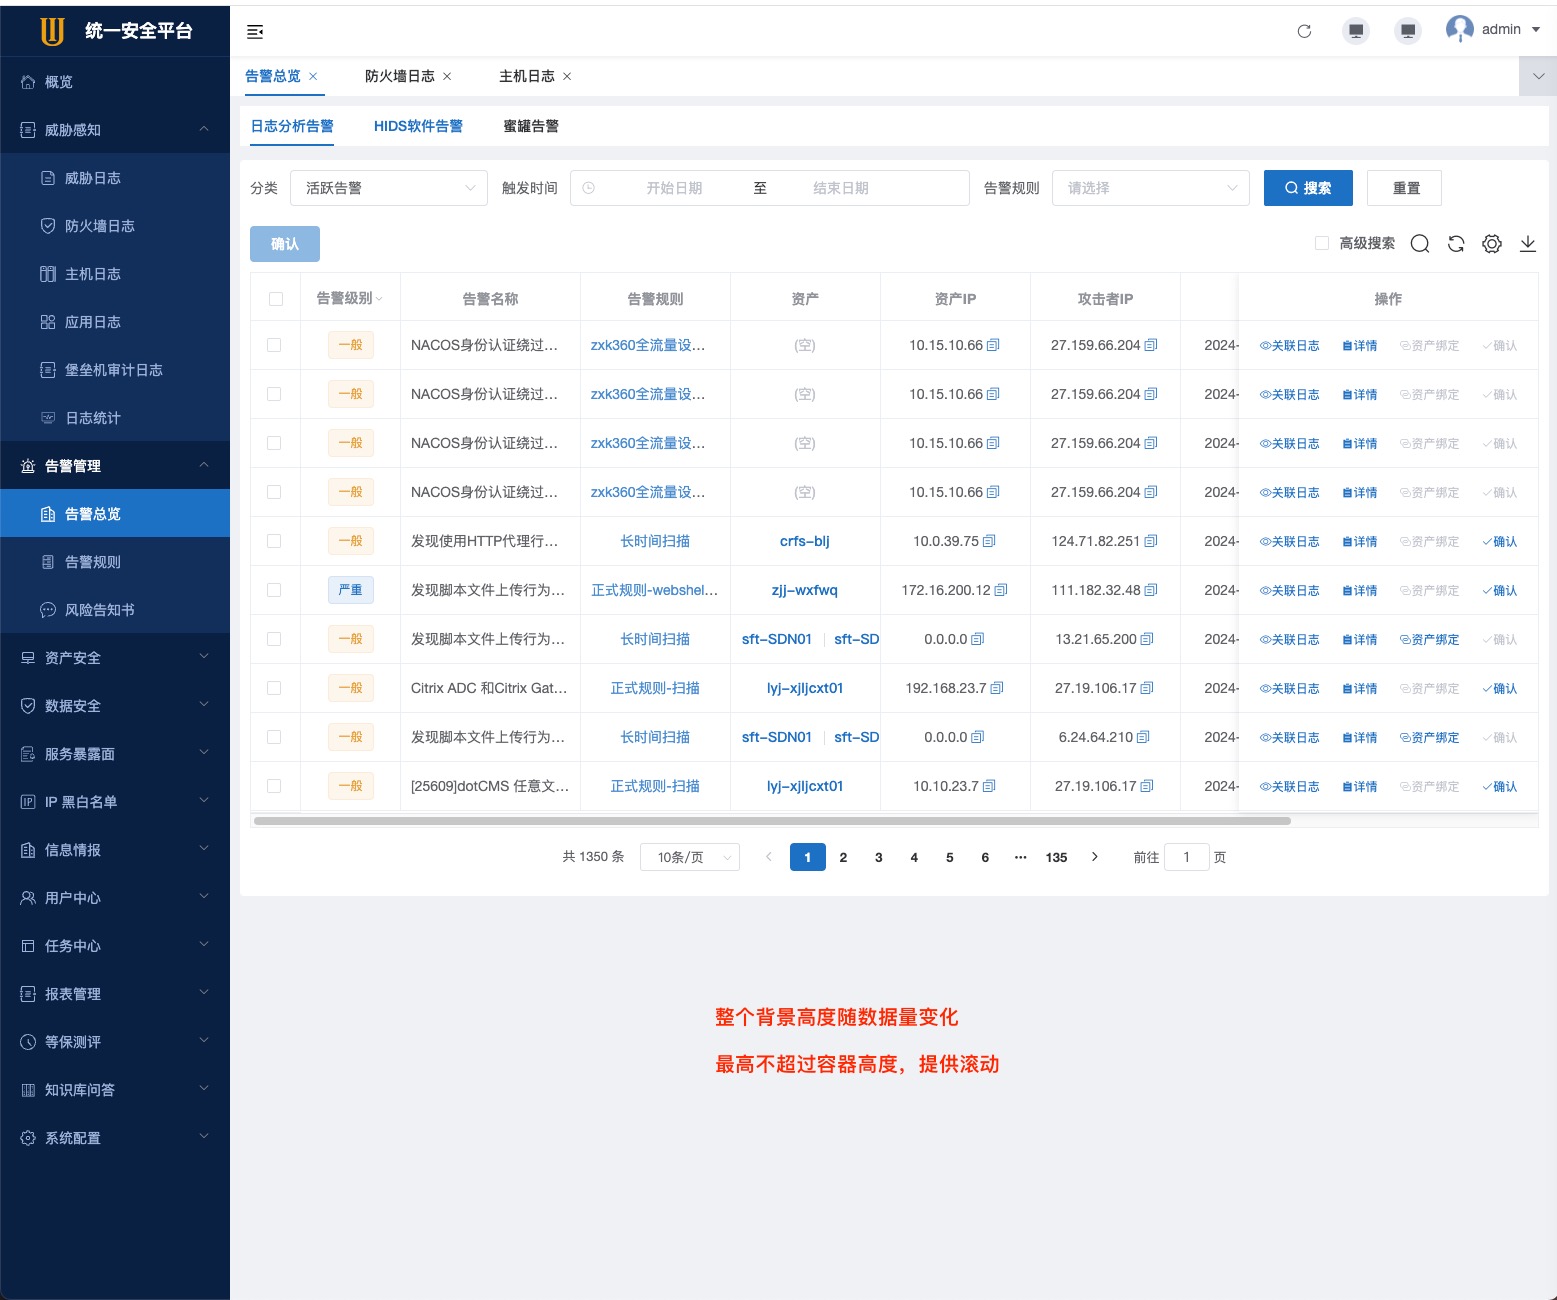 统一安全平台
admin
概览
威胁感知
威胁日志
防火墙日志
主机日志
应用日志
堡垒机审计日志
日志统计
告警管理
告警总览
告警规则
风险告知书
资产安全
数据安全
服务暴露面
IP 黑白名单
信息情报
用户中心
任务中心
报表管理
等保测评
知识库问答
系统配置
告警总览 防火墙日志 主机日志
日志分析告警 HIDS软件告警 蜜罐告警
分类 活跃告警 触发时间 开始日期 至 结束日期 告警规则 请选择 搜索 重置
确认 高级搜索
告警级别 告警名称 告警规则 资产 资产IP 攻击者IP 操作
一般 NACOS身份认证绕过... zxk360全流量设... (空) 10.15.10.66 27.159.66.204 2024- 关联日志 详情 资产绑定 确认
一般 NACOS身份认证绕过... zxk360全流量设... (空) 10.15.10.66 27.159.66.204 2024- 关联日志 详情 资产绑定 确认
一般 NACOS身份认证绕过... zxk360全流量设... (空) 10.15.10.66 27.159.66.204 2024- 关联日志 详情 资产绑定 确认
一般 NACOS身份认证绕过... zxk360全流量设... (空) 10.15.10.66 27.159.66.204 2024- 关联日志 详情 资产绑定 确认
一般 发现使用HTTP代理行... 长时间扫描 crfs-blj 10.0.39.75 124.71.82.251 2024- 关联日志 详情 资产绑定 确认
严重 发现脚本文件上传行为... 正式规则-webshel... zjj-wxfwq 172.16.200.12 111.182.32.48 2024- 关联日志 详情 资产绑定 确认
一般 发现脚本文件上传行为... 长时间扫描 sft-SDN01 sft-SD 0.0.0.0 13.21.65.200 2024- 关联日志 详情 资产绑定 确认
一般 Citrix ADC 和Citrix Gat... 正式规则-扫描 lyj-xjljcxt01 192.168.23.7 27.19.106.17 2024- 关联日志 详情 资产绑定 确认
一般 发现脚本文件上传行为... 长时间扫描 sft-SDN01 sft-SD 0.0.0.0 6.24.64.210 2024- 关联日志 详情 资产绑定 确认
一般 [25609]dotCMS 任意文... 正式规则-扫描 lyj-xjljcxt01 10.10.23.7 27.19.106.17 2024- 关联日志 详情 资产绑定 确认
共 1350 条 10条/页 1 2 3 4 5 6 ... 135 前往 1 页
整个背景高度随数据量变化
最高不超过容器高度，提供滚动